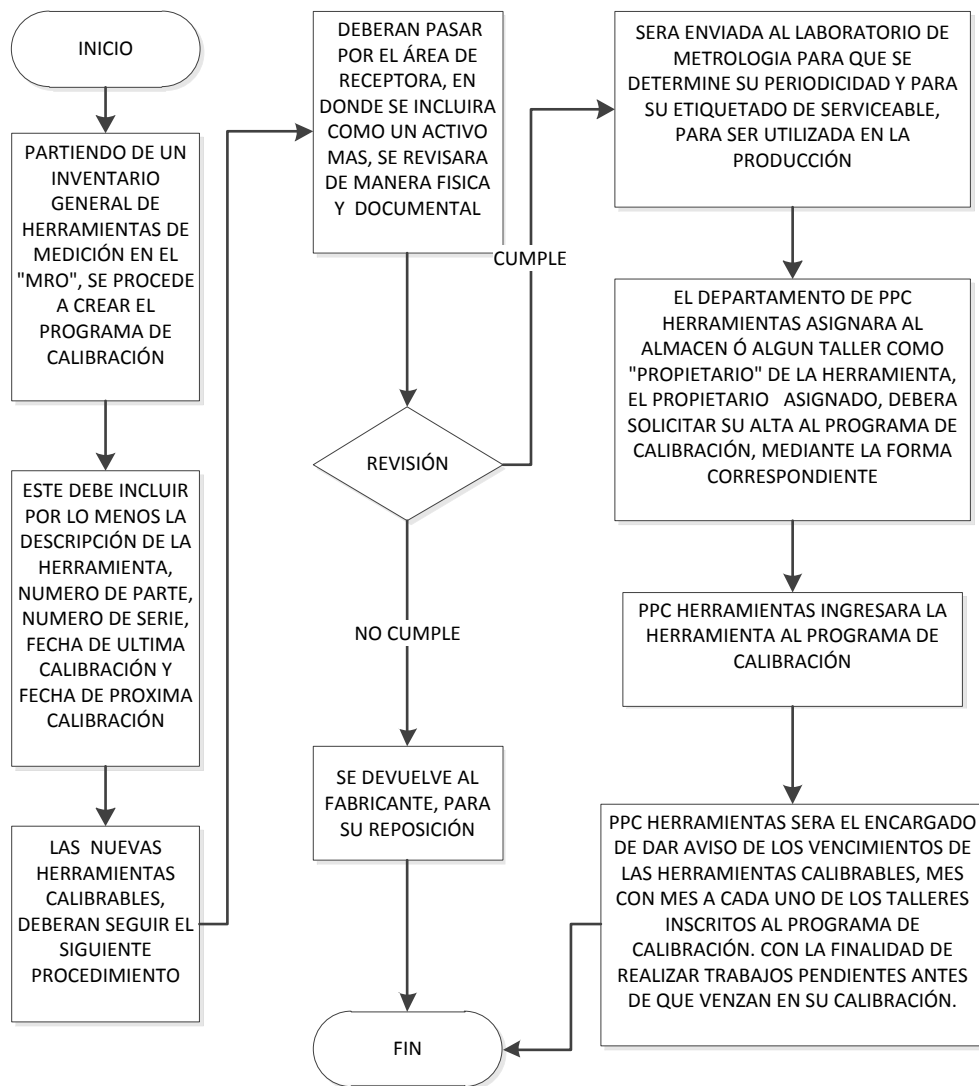 INICIO
PARTIENDO DE UN
INVENTARIO
GENERAL DE
HERRAMIENTAS DE
MEDICIÓN EN EL
"MRO", SE PROCEDE
A CREAR EL
PROGRAMA DE
CALIBRACIÓN
ESTE DEBE INCLUIR
POR LO MENOS LA
DESCRIPCIÓN DE LA
HERRAMIENTA,
NUMERO DE PARTE,
NUMERO DE SERIE,
FECHA DE ULTIMA
CALIBRACIÓN Y
FECHA DE PROXIMA
CALIBRACIÓN
LAS NUEVAS
HERRAMIENTAS
CALIBRABLES,
DEBERAN SEGUIR EL
SIGUIENTE
PROCEDIMIENTO
DEBERAN PASAR
POR EL ÁREA DE
RECEPTORA, EN
DONDE SE INCLUIRA
COMO UN ACTIVO
MAS, SE REVISARA
DE MANERA FISICA
Y DOCUMENTAL
REVISIÓN
CUMPLE
NO CUMPLE
SE DEVUELVE AL
FABRICANTE, PARA
SU REPOSICIÓN
SERA ENVIADA AL LABORATORIO DE
METROLOGIA PARA QUE SE
DETERMINE SU PERIODICIDAD Y PARA
SU ETIQUETADO DE SERVICEABLE,
PARA SER UTILIZADA EN LA
PRODUCCIÓN
EL DEPARTAMENTO DE PPC
HERRAMIENTAS ASIGNARA AL
ALMACEN Ó ALGUN TALLER COMO
"PROPIETARIO" DE LA HERRAMIENTA,
EL PROPIETARIO ASIGNADO, DEBERA
SOLICITAR SU ALTA AL PROGRAMA DE
CALIBRACIÓN, MEDIANTE LA FORMA
CORRESPONDIENTE
PPC HERRAMIENTAS INGRESARA LA
HERRAMIENTA AL PROGRAMA DE
CALIBRACIÓN
PPC HERRAMIENTAS SERA EL ENCARGADO
DE DAR AVISO DE LOS VENCIMIENTOS DE
LAS HERRAMIENTAS CALIBRABLES, MES
CON MES A CADA UNO DE LOS TALLERES
INSCRITOS AL PROGRAMA DE
CALIBRACIÓN. CON LA FINALIDAD DE
REALIZAR TRABAJOS PENDIENTES ANTES
DE QUE VENZAN EN SU CALIBRACIÓN.
FIN